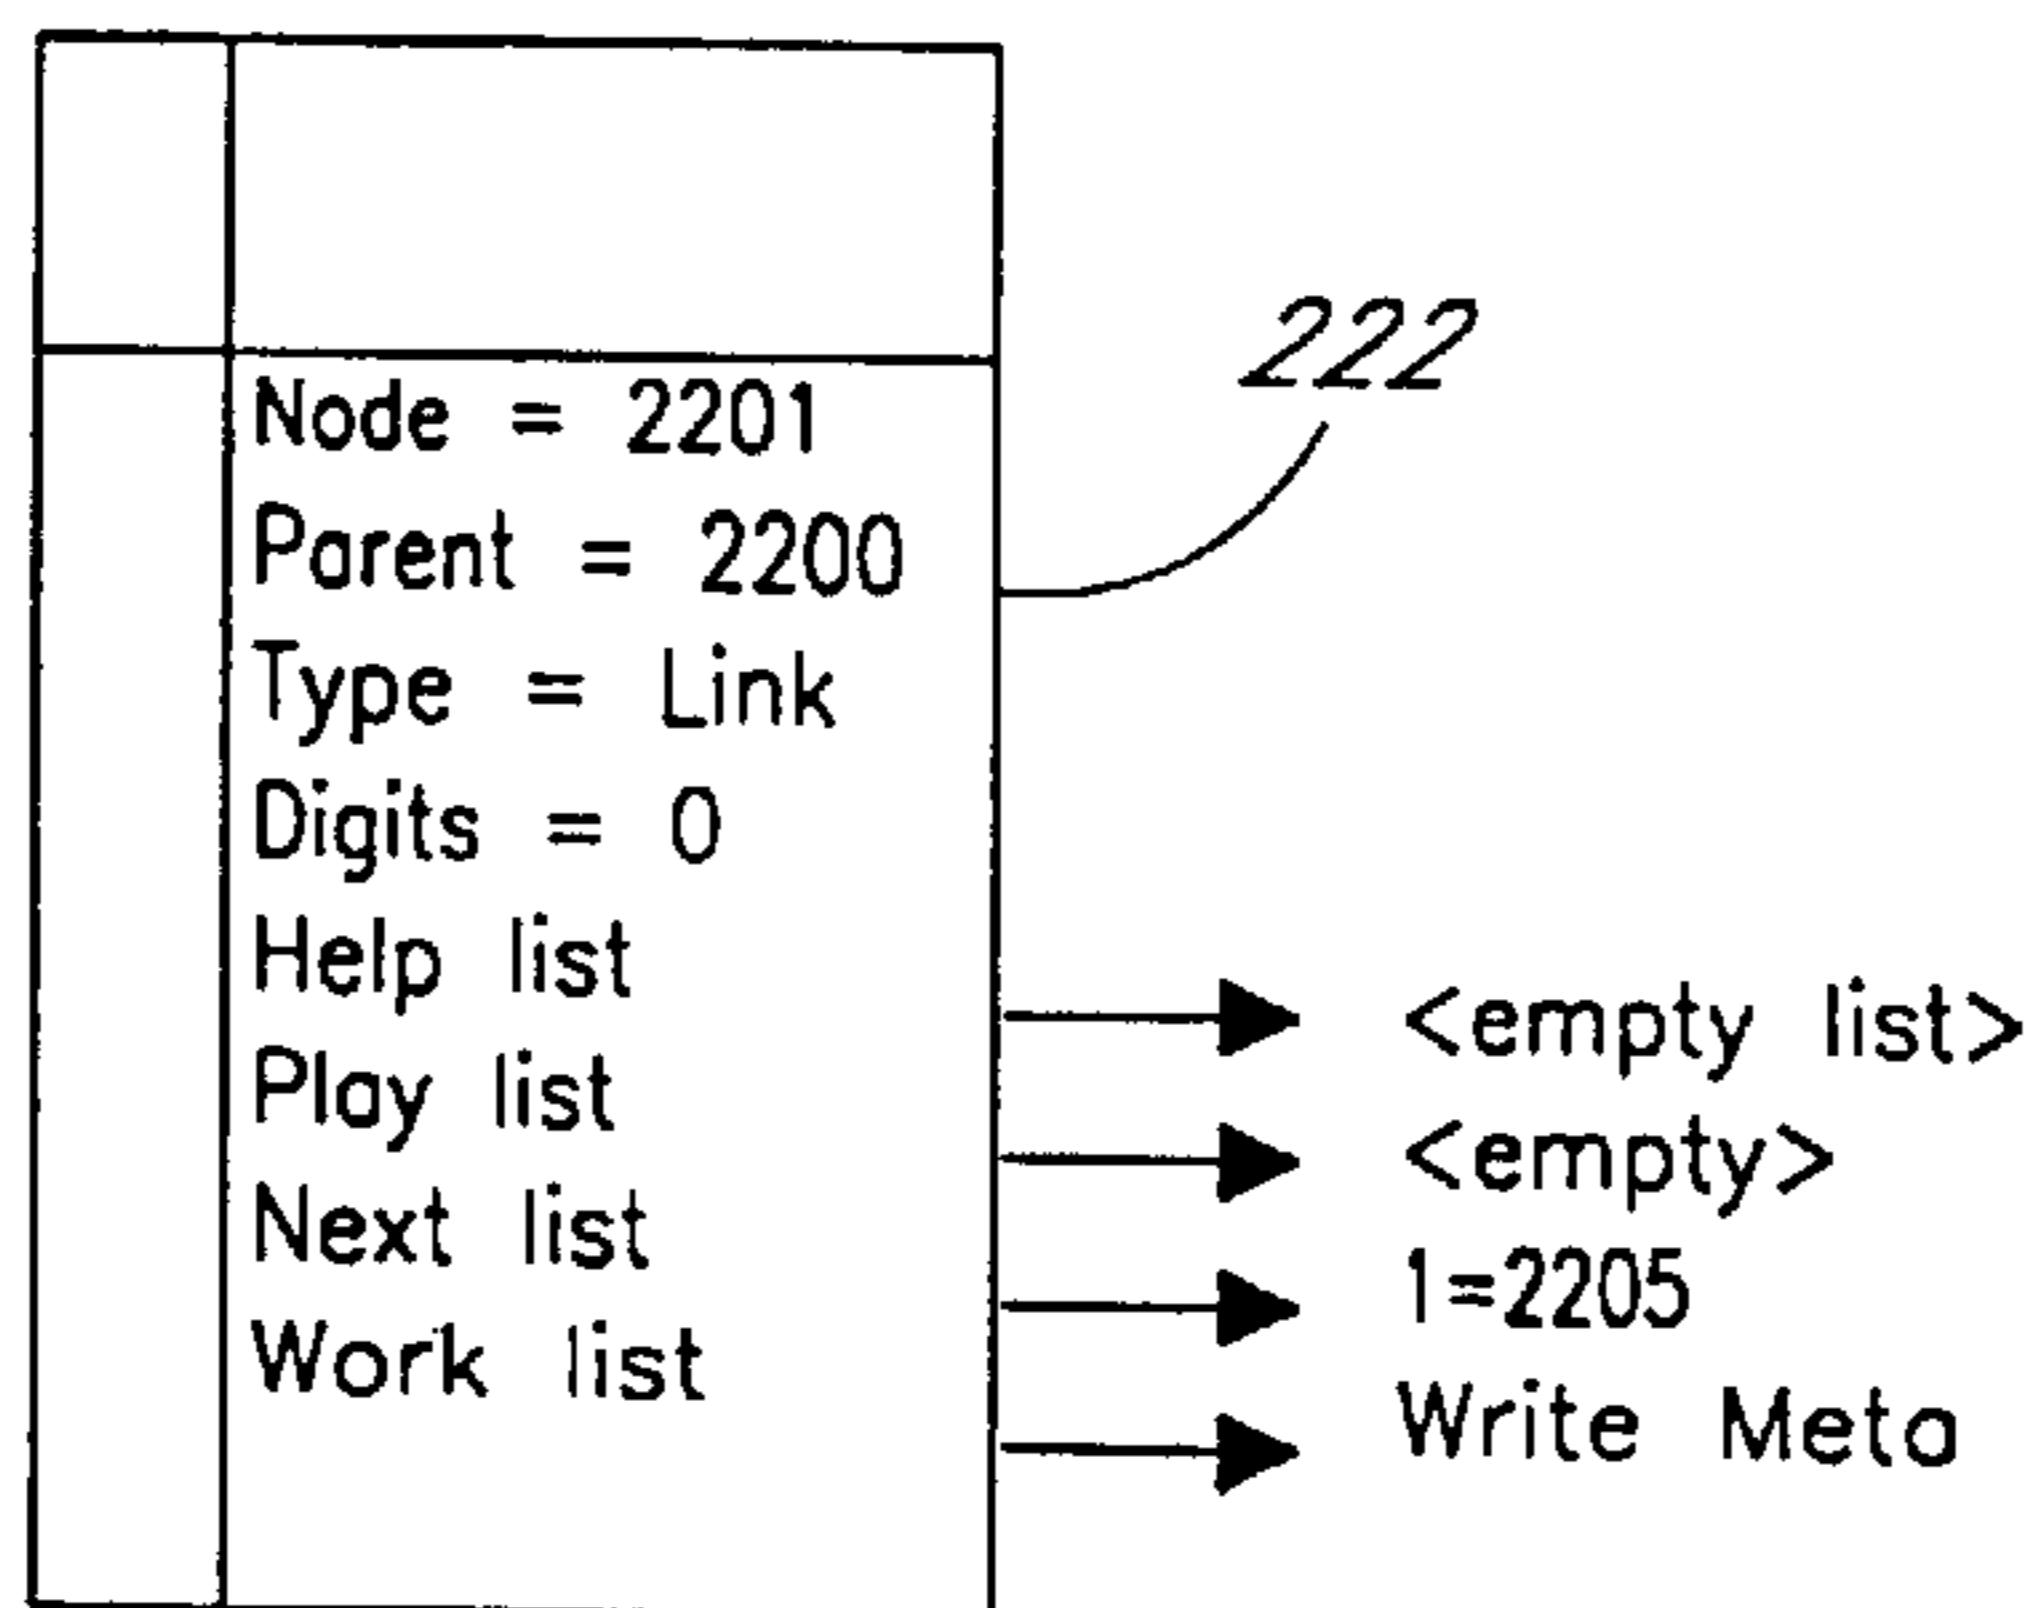 222
Node = 2201
Parent = 2200
Type = Link
Digits = 0
Help list
<empty list>
Play list
<empty>
Next list
1=2205
Work list
Write Meta